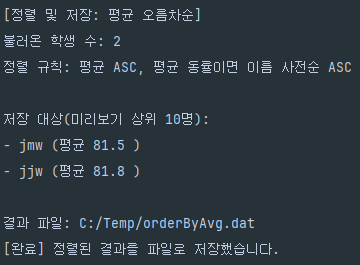 [정렬 및 저장: 평균 오름차순]
불러온 학생 수: 2
정렬 규칙: 평균 ASC, 평균 동률이면 이름 사전순 ASC
저장 대상(미리보기 상위 10명):
- jmw (평균 81.5 )
- jjw (평균 81.8 )
결과 파일: C:/Temp/orderByAvg.dat
[완료] 정렬된 결과를 파일로 저장했습니다.